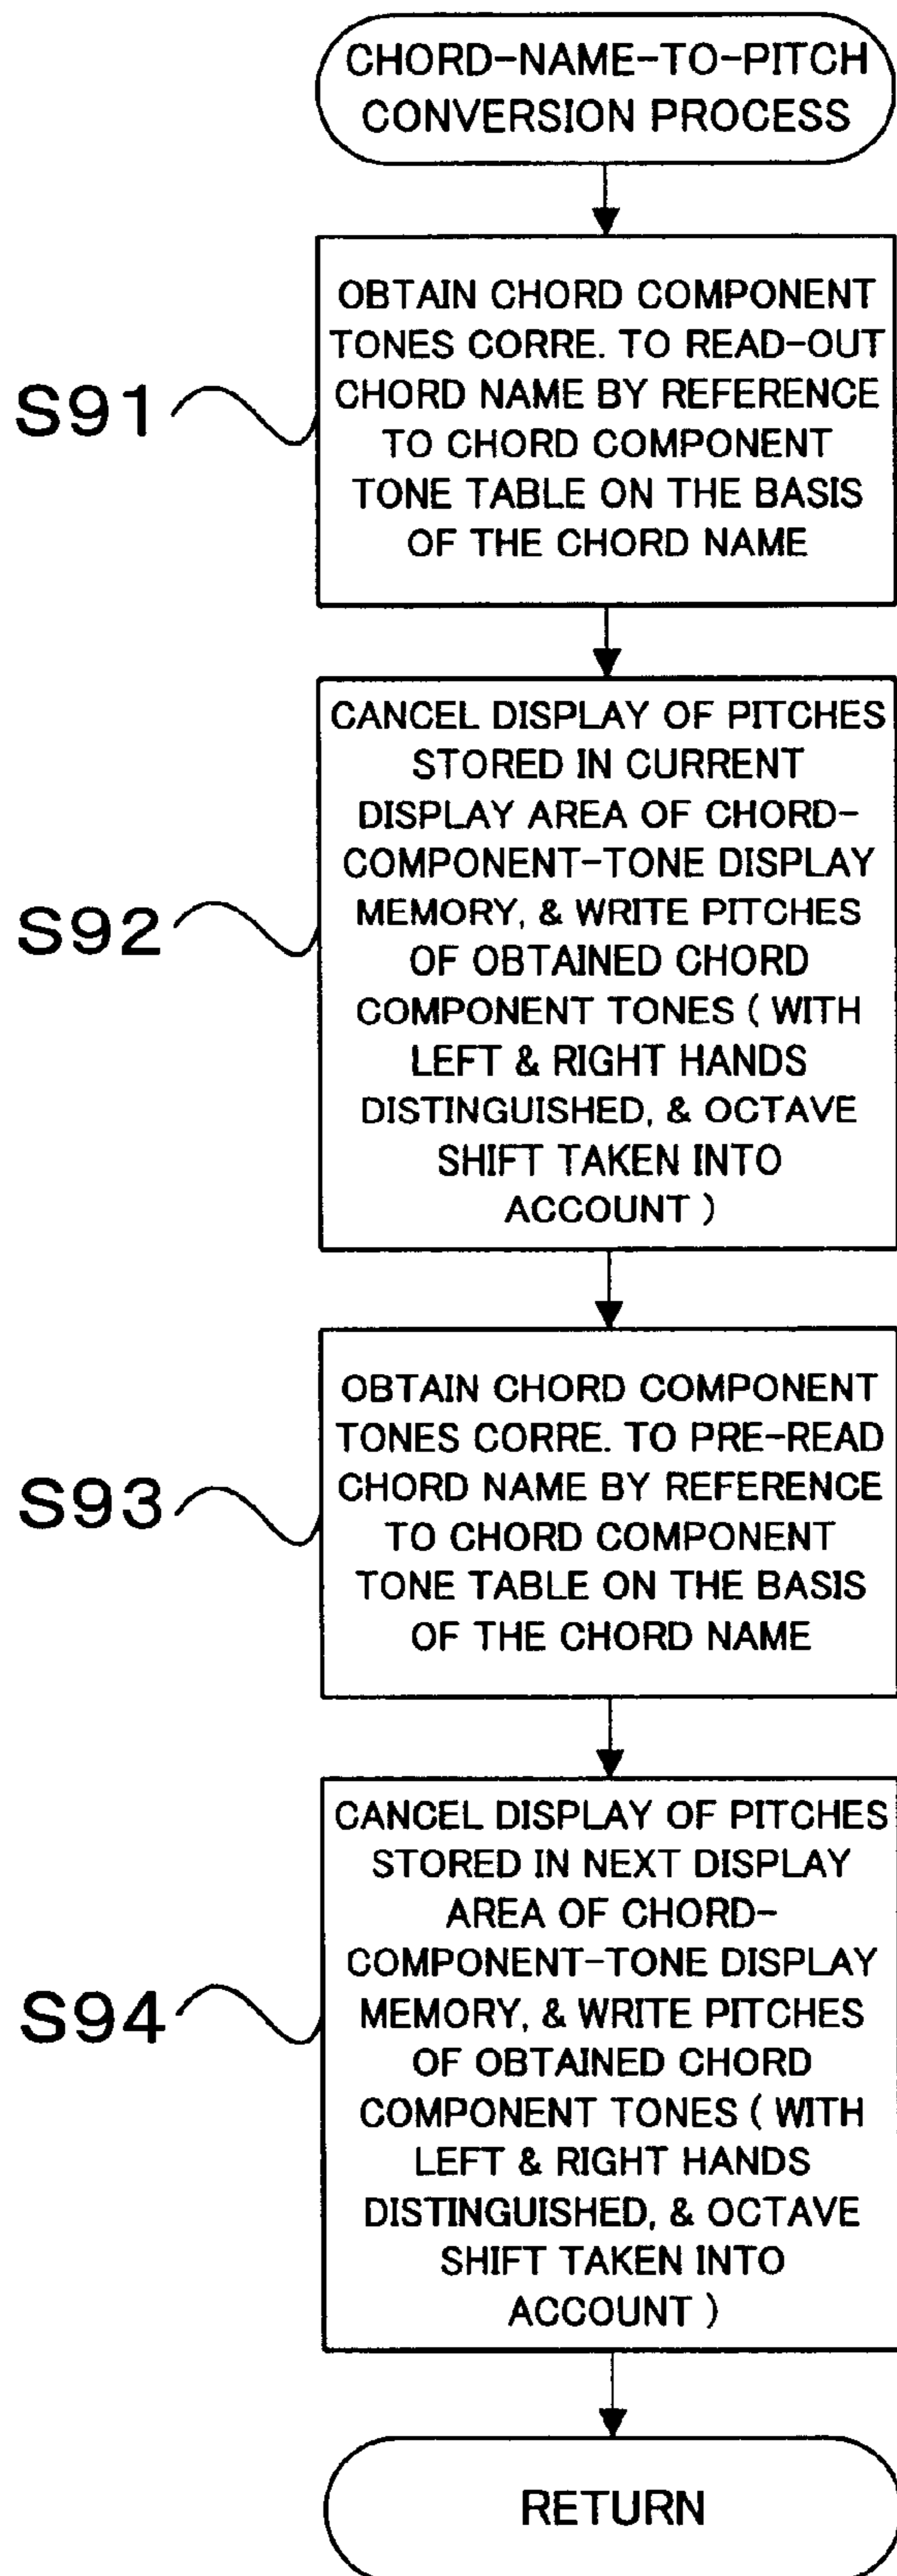 CHORD-NAME-TO-PITCH
CONVERSION PROCESS
S91
OBTAIN CHORD COMPONENT
TONES CORRE. TO READ-OUT
CHORD NAME BY REFERENCE
TO CHORD COMPONENT
TONE TABLE ON THE BASIS
OF THE CHORD NAME
S92
CANCEL DISPLAY OF PITCHES
STORED IN CURRENT
DISPLAY AREA OF CHORD-
COMPONENT-TONE DISPLAY
MEMORY, & WRITE PITCHES
OF OBTAINED CHORD
COMPONENT TONES ( WITH
LEFT & RIGHT HANDS
DISTINGUISHED, & OCTAVE
SHIFT TAKEN INTO
ACCOUNT )
S93
OBTAIN CHORD COMPONENT
TONES CORRE. TO PRE-READ
CHORD NAME BY REFERENCE
TO CHORD COMPONENT
TONE TABLE ON THE BASIS
OF THE CHORD NAME
S94
CANCEL DISPLAY OF PITCHES
STORED IN NEXT DISPLAY
AREA OF CHORD-
COMPONENT-TONE DISPLAY
MEMORY, & WRITE PITCHES
OF OBTAINED CHORD
COMPONENT TONES ( WITH
LEFT & RIGHT HANDS
DISTINGUISHED, & OCTAVE
SHIFT TAKEN INTO
ACCOUNT )
RETURN